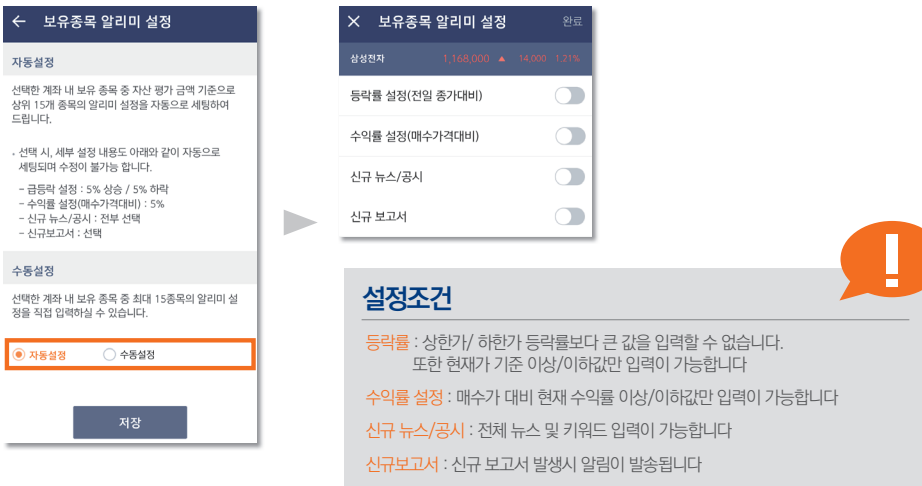 보유종목 알리미 설정
자동설정
선택한 계좌 내 보유 종목 중 자산 평가 금액 기준으로
상위 15개 종목의 알리미 설정을 자동으로 세팅하여
드립니다.
• 선택 시, 세부 설정 내용도 아래와 같이 자동으로
세팅되며 수정이 불가능 합니다.
– 급등락 설정 : 5% 상승 / 5% 하락
– 수익률 설정(매수가격대비) : 5%
– 신규 뉴스/공시 : 전부 선택
– 신규보고서 : 선택
수동설정
선택한 계좌 내 보유 종목 중 최대 15종목의 알리미 설
정을 직접 입력하실 수 있습니다.
자동설정 수동설정
저장
보유종목 알리미 설정 완료
삼성전자 1,168,000 ▲ 14,000 1.21%
등락률 설정(전일 종가대비)
수익률 설정(매수가격대비)
신규 뉴스/공시
신규 보고서
!
설정조건
등락률 : 상한가/ 하한가 등락률보다 큰 값을 입력할 수 없습니다.
또한 현재가 기준 이상/이하값만 입력이 가능합니다
수익률 설정 : 매수가 대비 현재 수익률 이상/이하값만 입력이 가능합니다
신규 뉴스/공시 : 전체 뉴스 및 키워드 입력이 가능합니다
신규보고서 : 신규 보고서 발생시 알림이 발송됩니다